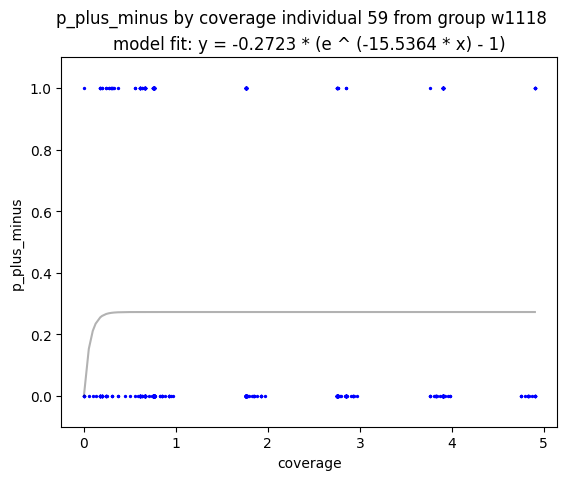 p_plus_minus by coverage individual 59 from group w1118
model fit: y = -0.2723 * (e ^ (-15.5364 * x) - 1)
1.0
0.8
0.6
0.4
0.2
0.0
p_plus_minus
0 1 2 3 4 5
coverage